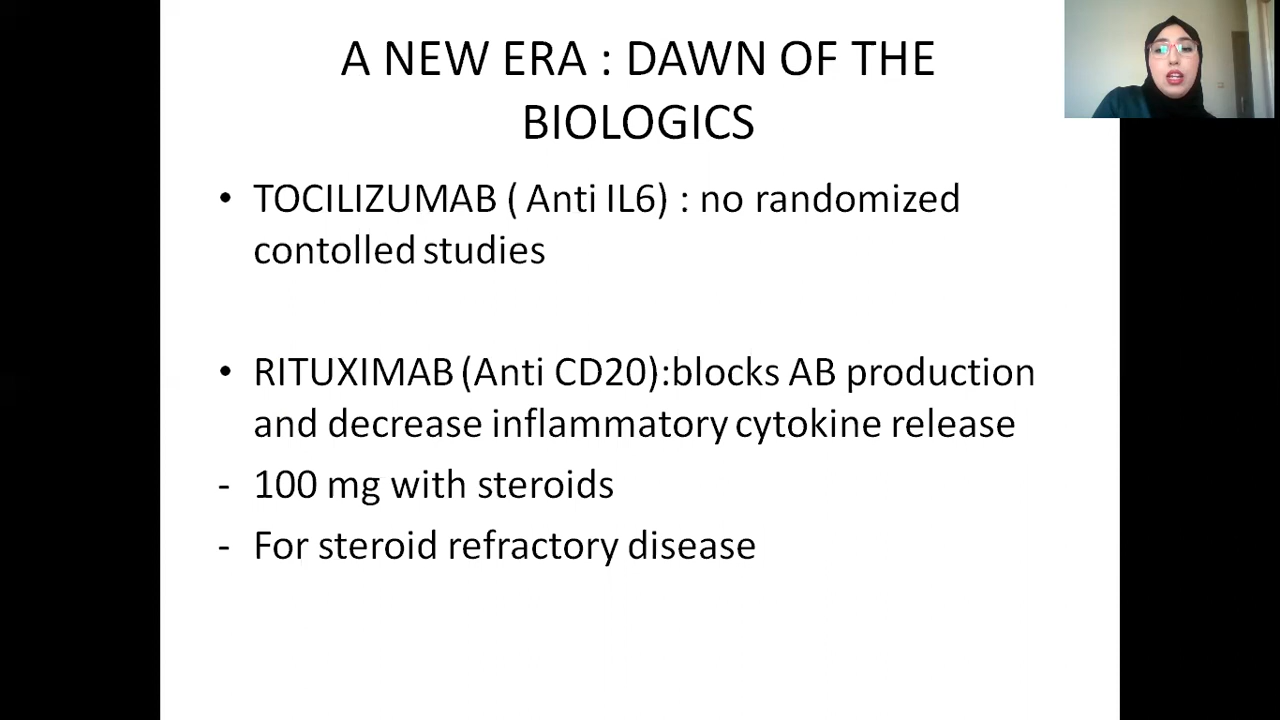 A NEW ERA : DAWN OF THE
BIOLOGICS
• TOCILIZUMAB ( Anti IL6) : no randomized
contolled studies
• RITUXIMAB (Anti CD20):blocks AB production
and decrease inflammatory cytokine release
- 100 mg with steroids
- For steroid refractory disease